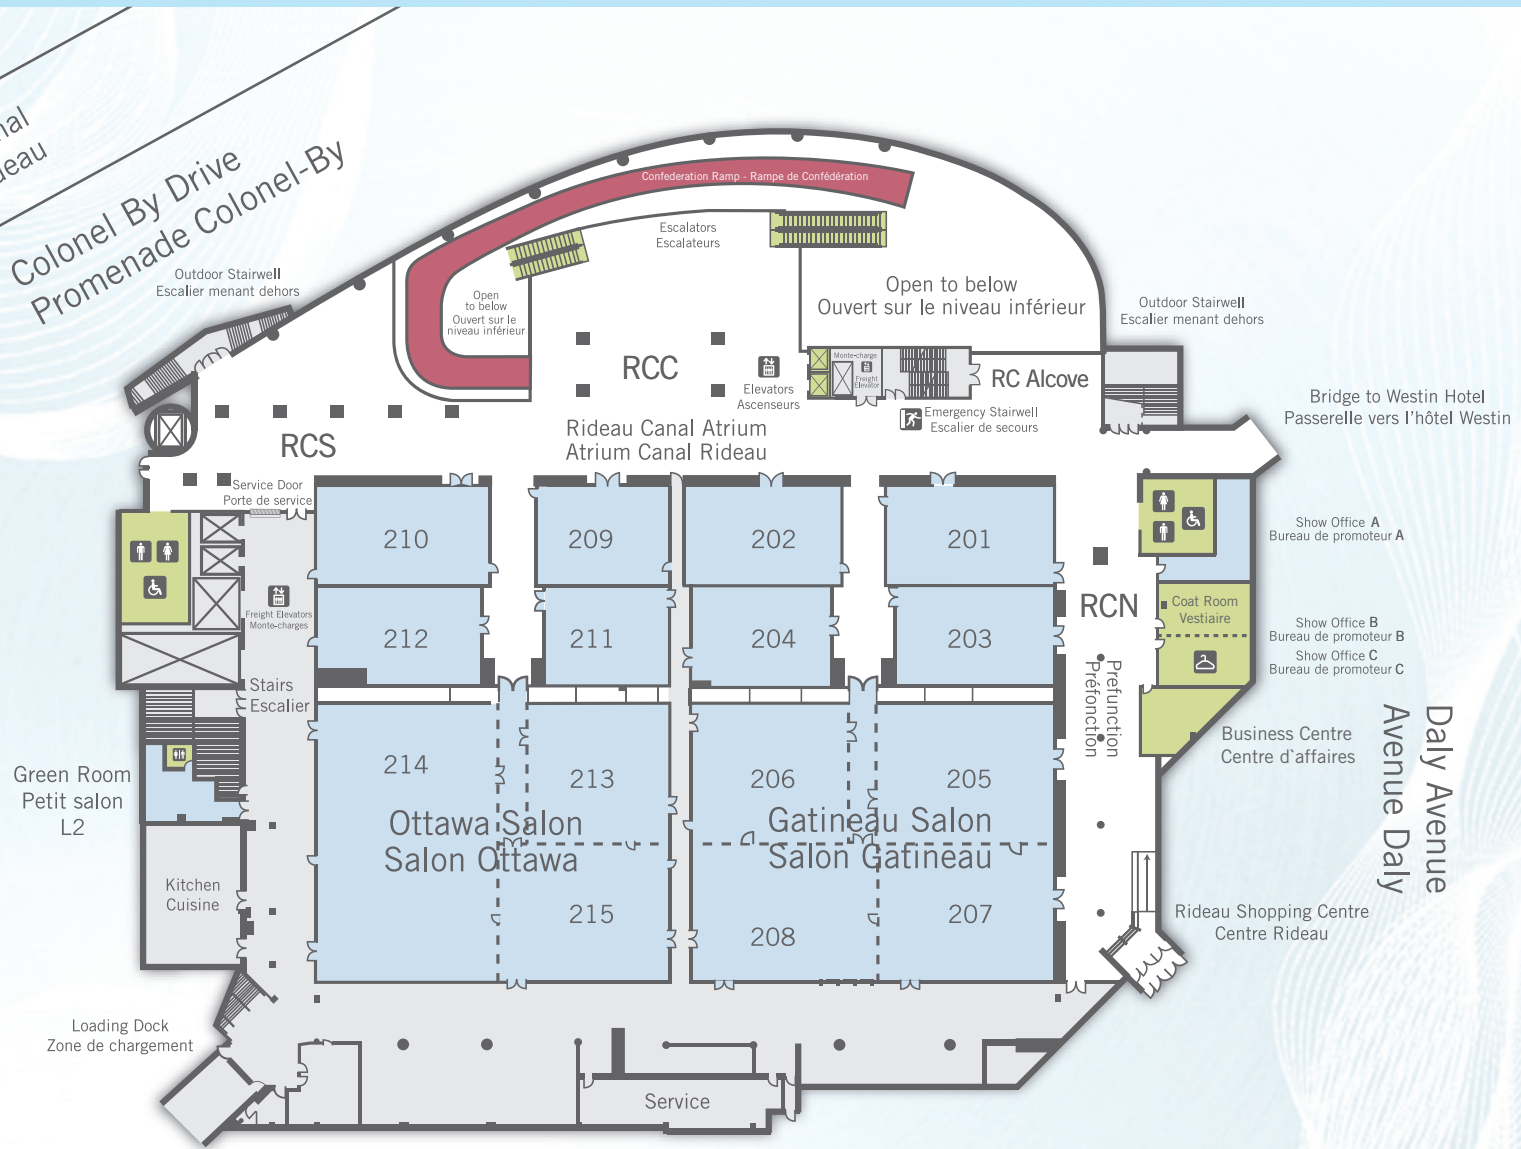 Colonel By Drive
Promenade Colonel-By
Outdoor Stairwell
Escalier menant dehors
Confederation Ramp - Rampe de Confédération
Escalators
Escalateurs
Open
to below
Ouvert sur le
niveau inférieur
Open to below
Ouvert sur le niveau inférieur
Outdoor Stairwell
Escalier menant dehors
RCC
Elevators
Ascenseurs
Monte-charge
Freight
Elevator
RC Alcove
Emergency Stairwell
Escalier de secours
Bridge to Westin Hotel
Passerelle vers l'hôtel Westin
Rideau Canal Atrium
Atrium Canal Rideau
RCS
Service Door
Porte de service
210
209
202
201
Show Office A
Bureau de promoteur A
Freight Elevators
Monte-charges
212
211
204
203
RCN
Coat Room
Vestiaire
Show Office B
Bureau de promoteur B
Show Office C
Bureau de promoteur C
Stairs
Escalier
Prefunction
Préfonction
Business Centre
Centre d`affaires
Daly Avenue
Avenue Daly
Green Room
Petit salon
L2
214
213
206
205
Ottawa Salon
Salon Ottawa
Gatineau Salon
Salon Gatineau
Kitchen
Cuisine
215
208
207
Rideau Shopping Centre
Centre Rideau
Loading Dock
Zone de chargement
Service